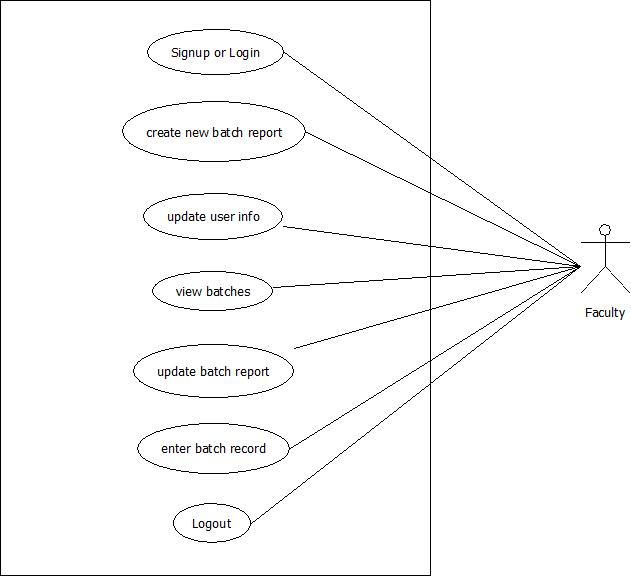 Signup or Login
create new batch report
update user info
view batches
Faculty
update batch report
enter batch record
Logout